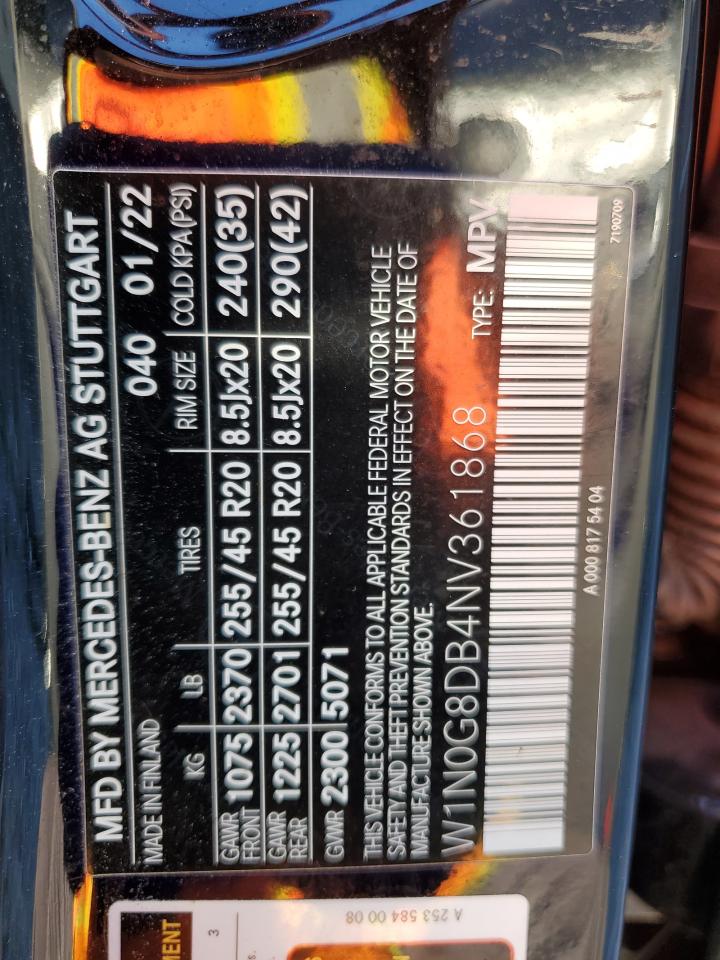 MFD BY MERCEDES-BENZ AG STUTTGART
MADE IN FINLAND 040 01/22
KG LB TIRES RIM SIZE COLD KPA(PSI)
GAWR FRONT 1075 2370 255/45 R20 8.5Jx20 240(35)
GAWR REAR 1225 2701 255/45 R20 8.5Jx20 290(42)
GVWR 2300 5071
THIS VEHICLE CONFORMS TO ALL APPLICABLE FEDERAL MOTOR VEHICLE
SAFETY AND THEFT PREVENTION STANDARDS IN EFFECT ON THE DATE OF
MANUFACTURE SHOWN ABOVE.
W1N0G8DB4NV361868 TYPE: MPV
A 000 817 54 04
7190709
A 253 584 00 08
3